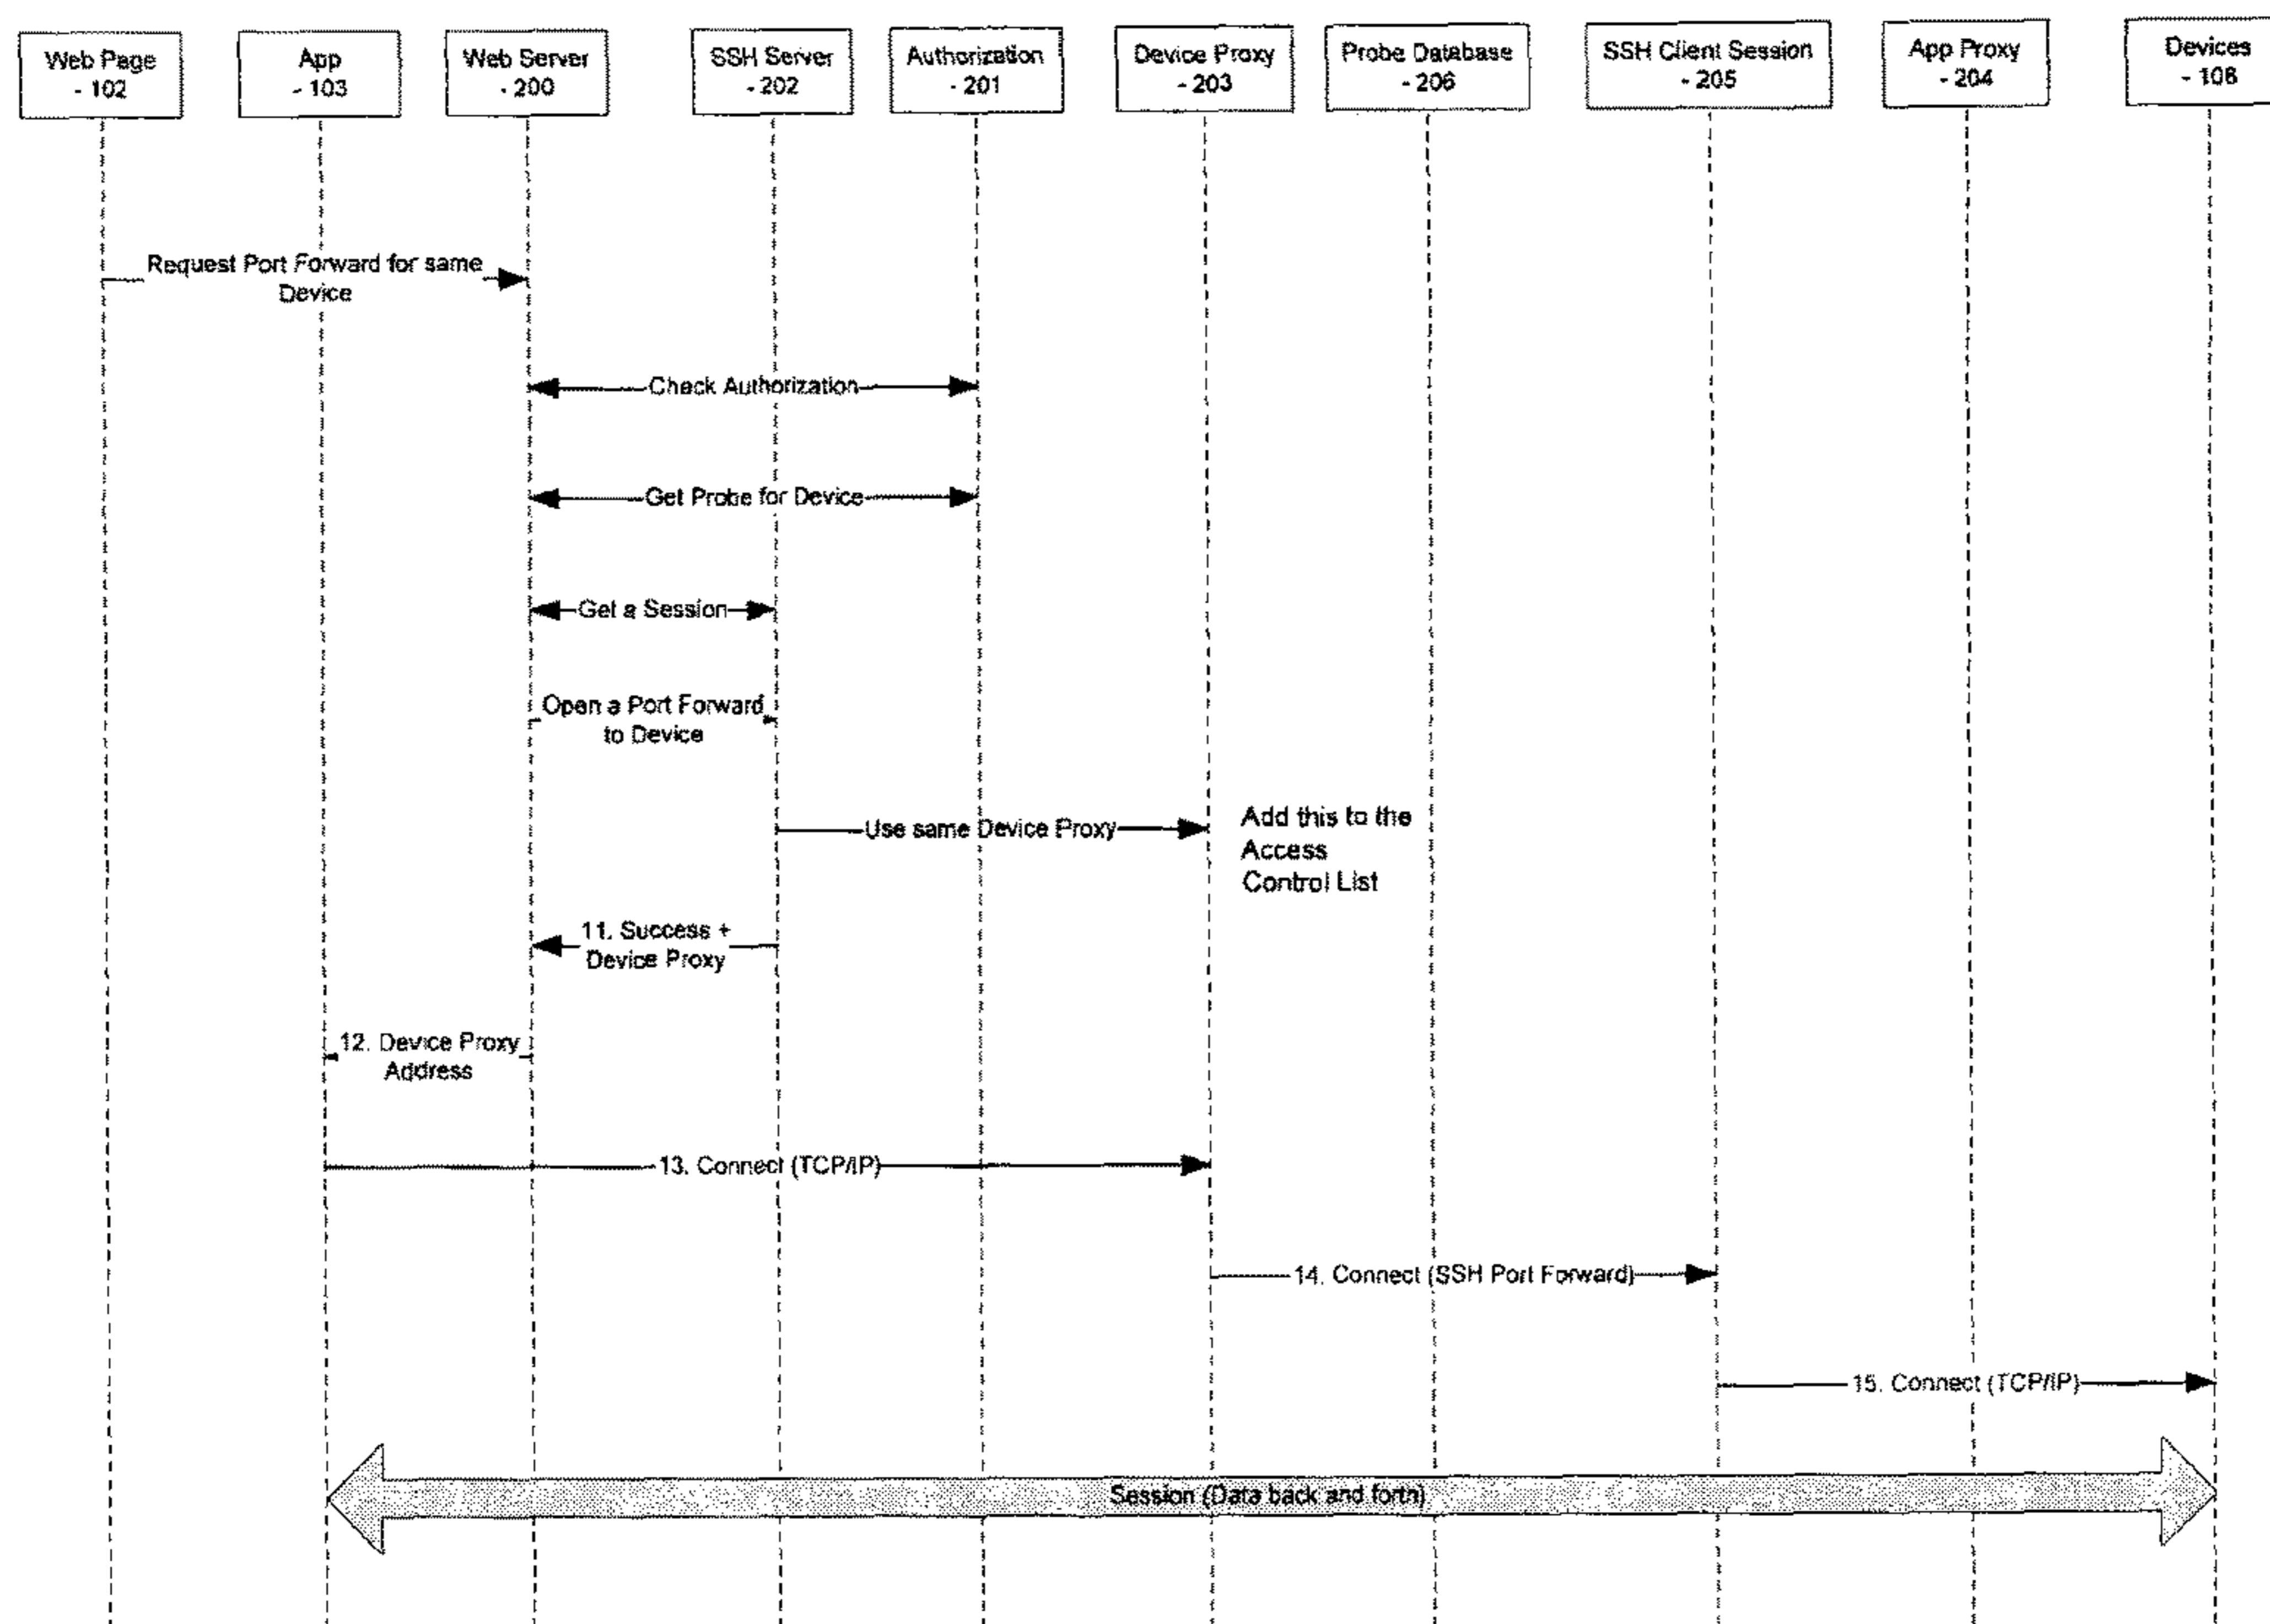 Web Page
- 102
App
- 103
Web Server
- 200
SSH Server
- 202
Authorization
- 201
Device Proxy
- 203
Probe Database
- 206
SSH Client Session
- 205
App Proxy
- 204
Devices
- 108
Request Port Forward for same
Device
Check Authorization
Get Probe for Device
Get a Session
Open a Port Forward
to Device
Use same Device Proxy
Add this to the
Access
Control List
11. Success +
Device Proxy
12. Device Proxy
Address
13. Connect (TCP/IP)
14. Connect (SSH Port Forward)
15. Connect (TCP/IP)
Session (Data back and forth)